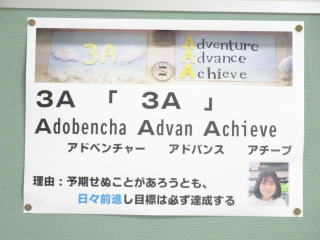 3A
Adventure
Advance
Achieve
3A 「 3A 」
Adobencha Advan Achieve
アドベンチャー アドバンス アチーブ
理由：予期せぬことがあろうとも、
日々前進し目標は必ず達成する